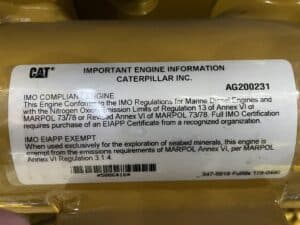 CAT
IMPORTANT ENGINE INFORMATION
CATERPILLAR INC.
AG200231
IMO COMPLIANT ENGINE
This Engine Conforms to the IMO Regulations for Marine Diesel Engines and
with the Nitrogen Oxide Emission Limits of Regulation 13 of Annex VI of
MARPOL 73/78 or Revised Annex VI of MARPOL 73/78. Full IMO Certification
requires purchase of an EIAPP Certificate from a recognized organization.
IMO EIAPP EXEMPT
When used exclusively for the exploration of seabed minerals, this engine is
exempt from the emissions requirements of MARPOL Annex VI, per MARPOL
Annex VI Regulation 3.1.4.